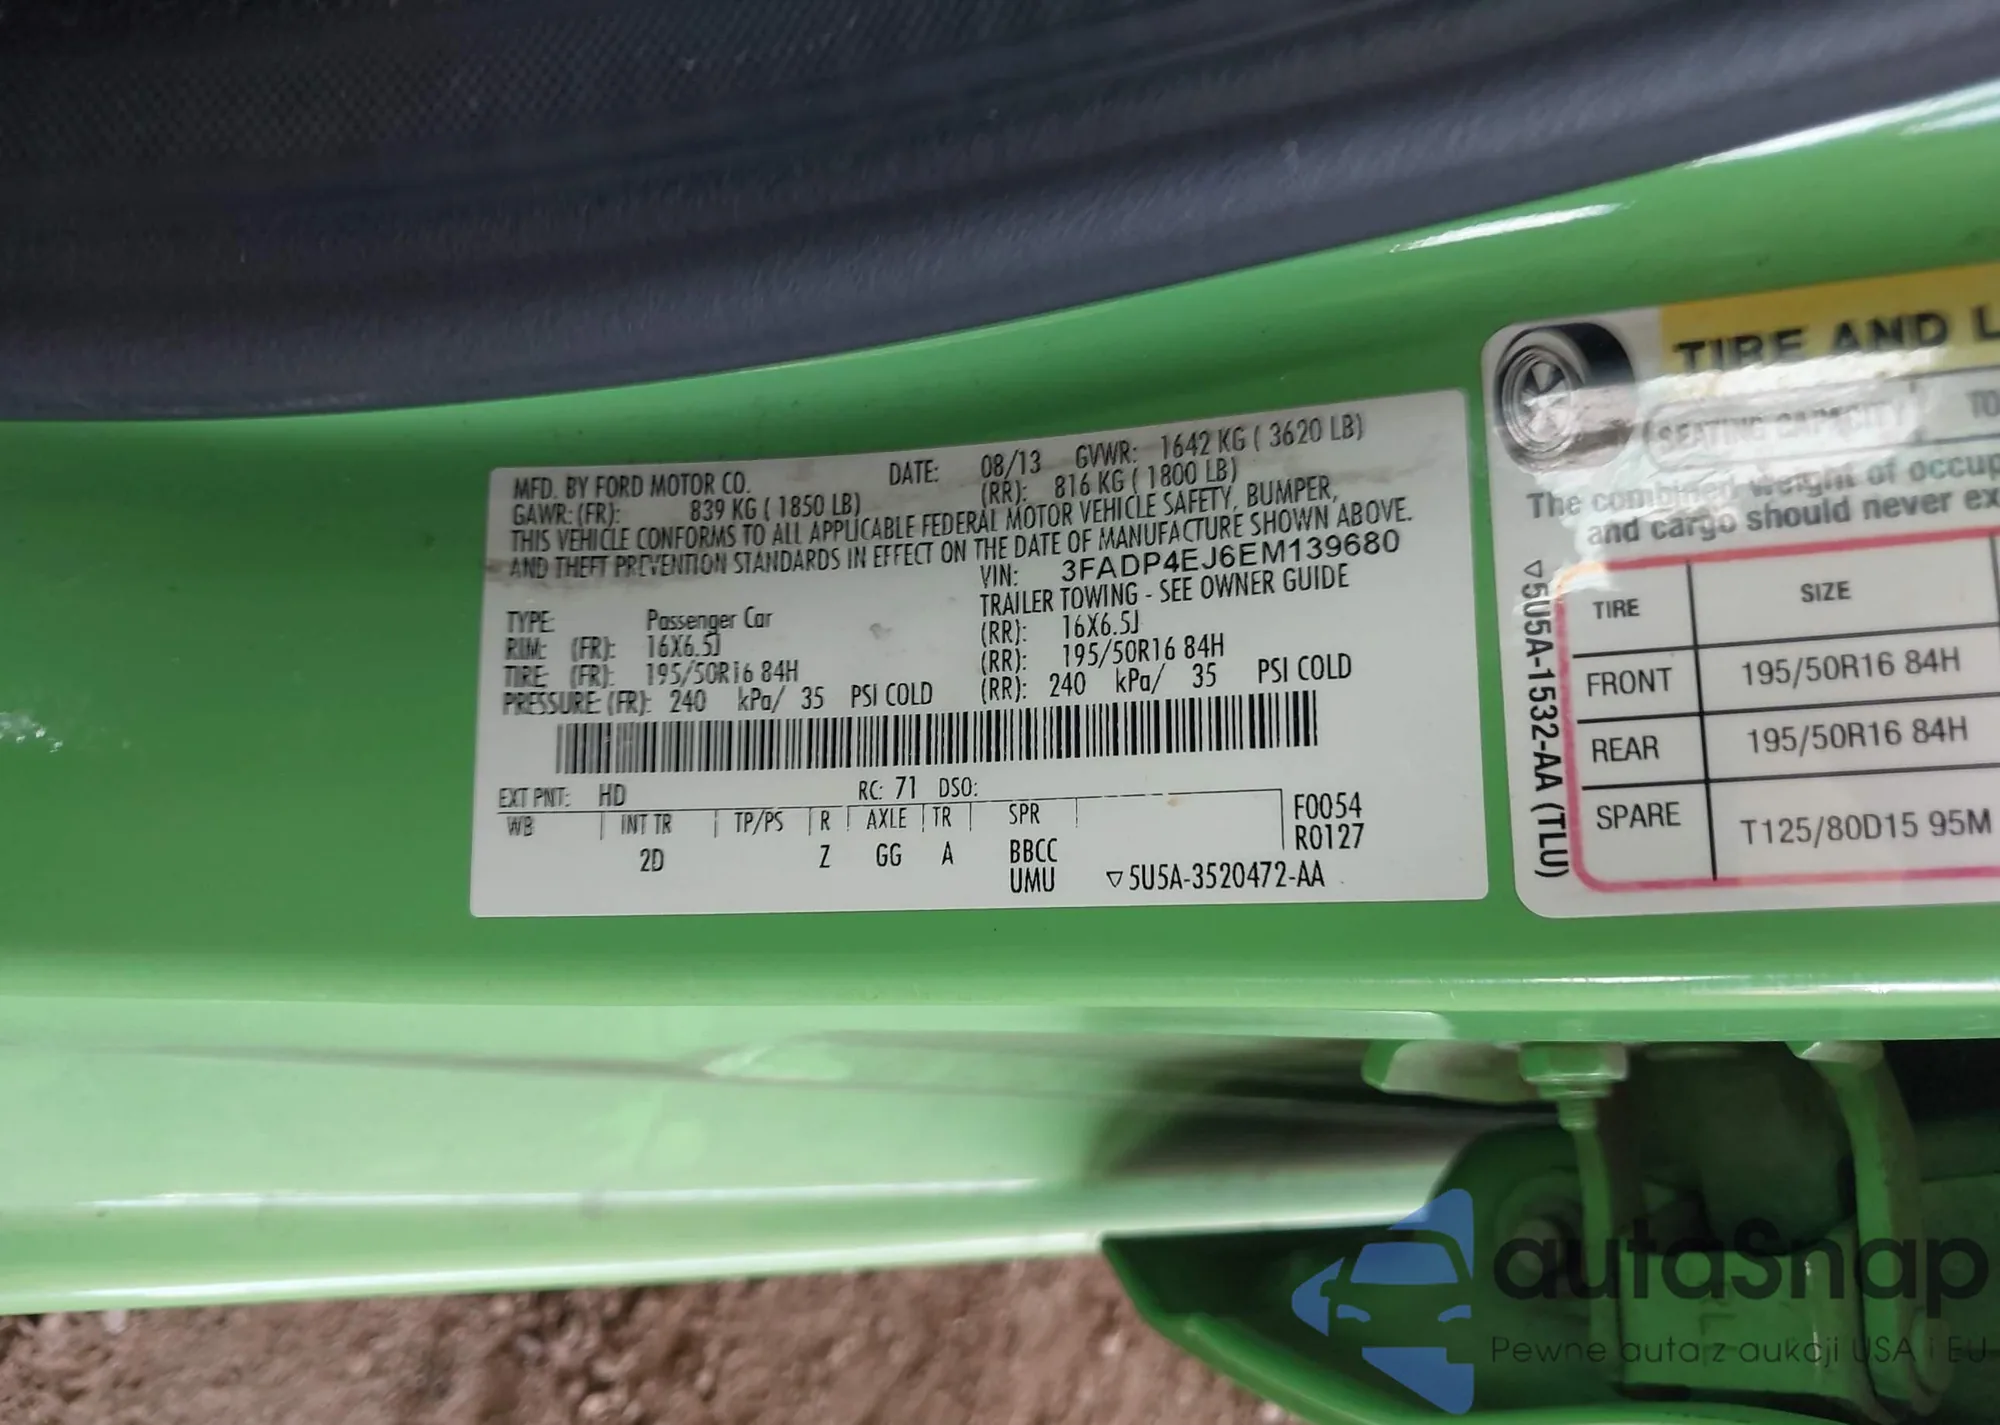 MFD. BY FORD MOTOR CO. DATE: 08/13 GVWR: 1642 KG ( 3620 LB)
GAWR: (FR): 839 KG ( 1850 LB) (RR): 816 KG ( 1800 LB)
THIS VEHICLE CONFORMS TO ALL APPLICABLE FEDERAL MOTOR VEHICLE SAFETY, BUMPER,
AND THEFT PREVENTION STANDARDS IN EFFECT ON THE DATE OF MANUFACTURE SHOWN ABOVE.
VIN: 3FADP4EJ6EM139680
TRAILER TOWING - SEE OWNER GUIDE
TYPE: Passenger Car
RIM: (FR): 16X6.5J (RR): 16X6.5J
TIRE: (FR): 195/50R16 84H (RR): 195/50R16 84H
PRESSURE: (FR): 240 kPa/ 35 PSI COLD (RR): 240 kPa/ 35 PSI COLD
EXT PNT: HD RC: 71 DSO:
WB INT TR TP/PS R AXLE TR SPR F0054
2D Z GG A BBCC R0127
UMU ▽5U5A-3520472-AA
TIRE AND L
SEATING CAPACITY TO
The combined weight of occup
and cargo should never ex
TIRE SIZE
FRONT 195/50R16 84H
REAR 195/50R16 84H
SPARE T125/80D15 95M
▽5U5A-1532-AA (TLU)
autaSnap
Pewne auta z aukcji USA i EU